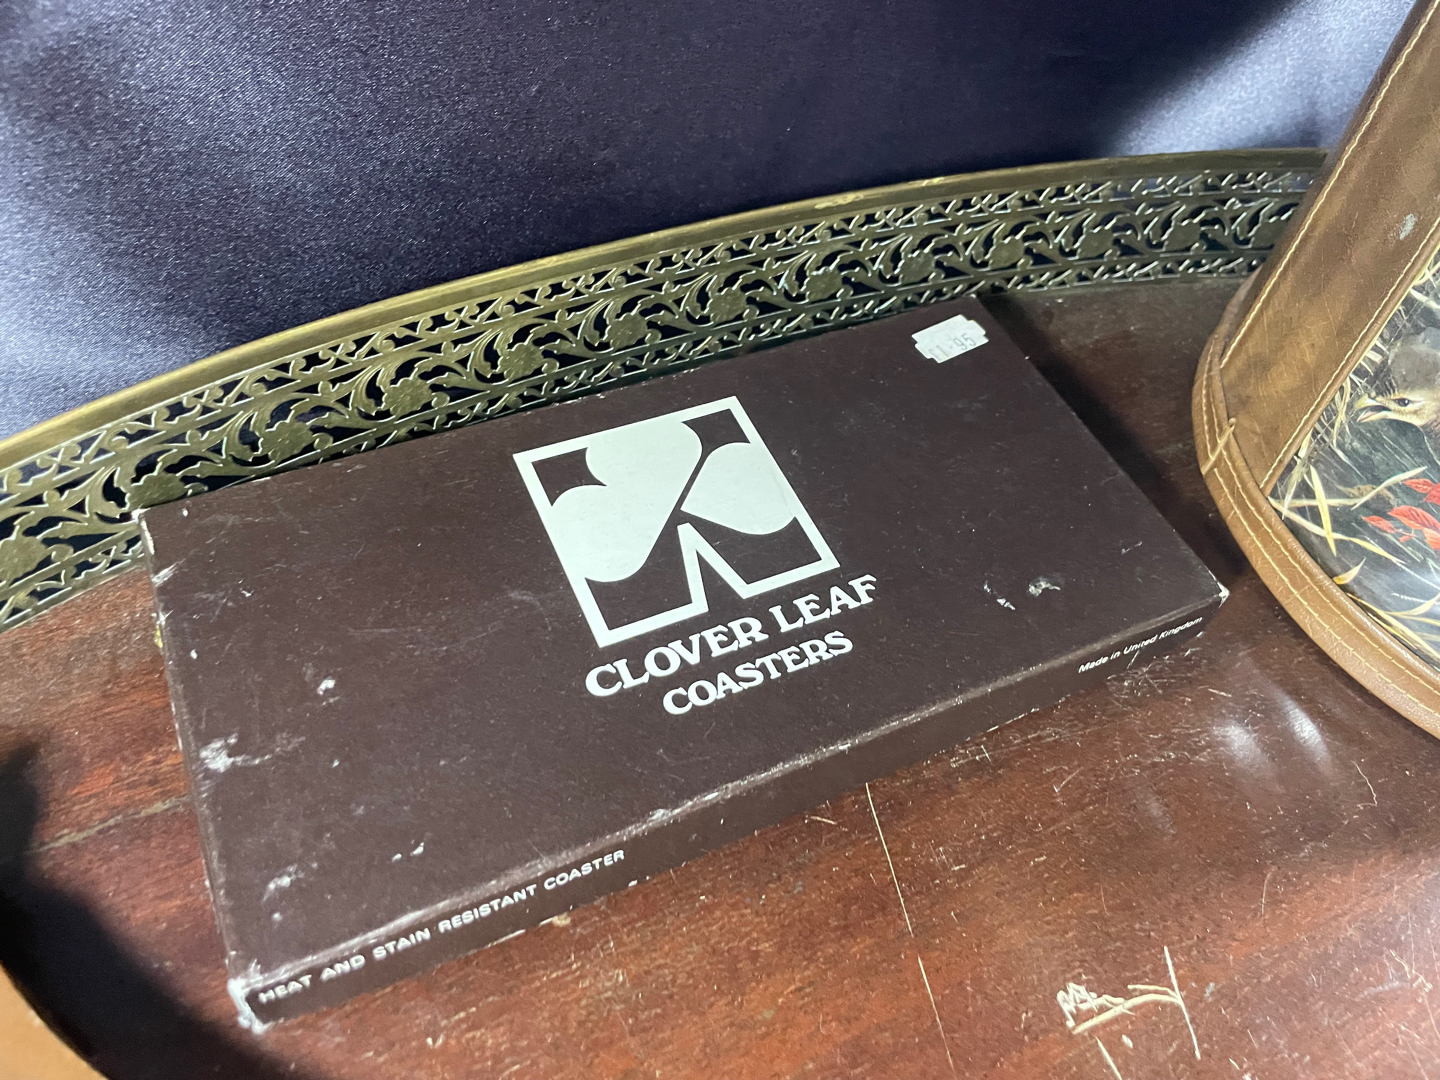 £1.95
CLOVER LEAF
COASTERS
HEAT AND STAIN RESISTANT COASTER
Made in United Kingdom